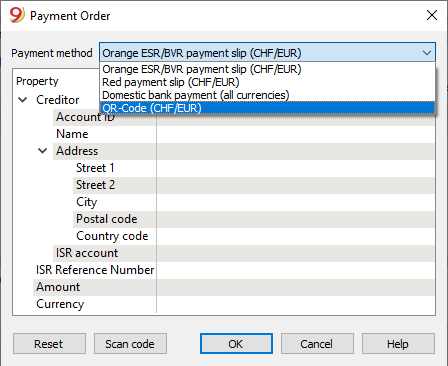 9 Payment Order
Payment method Orange ESR/BVR payment slip (CHF/EUR)
Orange ESR/BVR payment slip (CHF/EUR)
Red payment slip (CHF/EUR)
Domestic bank payment (all currencies)
QR-Code (CHF/EUR)
Property
Creditor
Account ID
Name
Address
Street 1
Street 2
City
Postal code
Country code
ISR account
ISR Reference Number
Amount
Currency
Reset Scan code OK Cancel Help